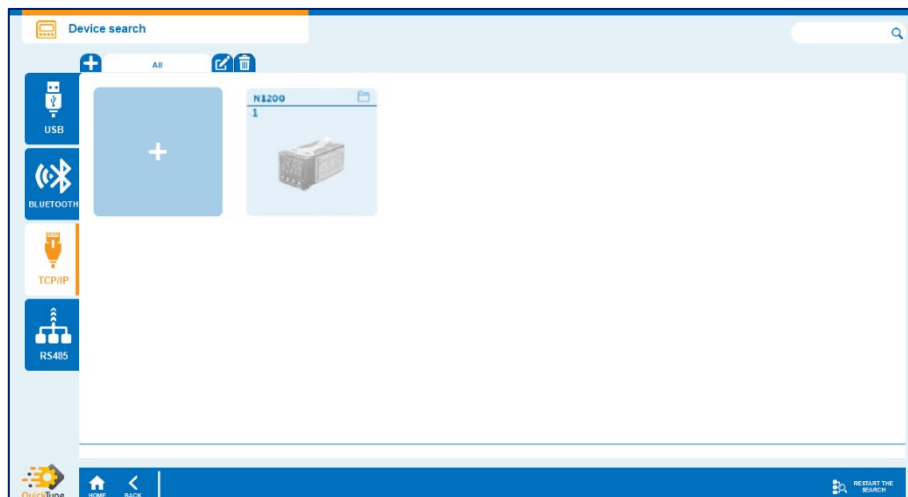 Device search
All
USB
BLUETOOTH
TCP/IP
RS485
N1200
1
QuickTune
HOME
BACK
RESTART THE
SEARCH